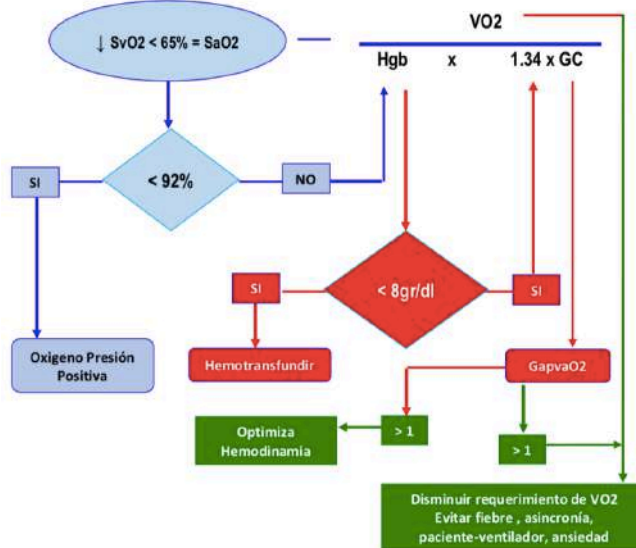 VO2
↓ SvO2 < 65% = SaO2
Hgb x 1.34 x GC
< 92%
SI
NO
< 8gr/dl
SI
SI
Oxigeno Presión
Positiva
Hemotransfundir
GapvaO2
Optimiza
Hemodinamia
> 1
> 1
Disminuir requerimiento de VO2
Evitar fiebre , asincronía,
paciente-ventilador, ansiedad